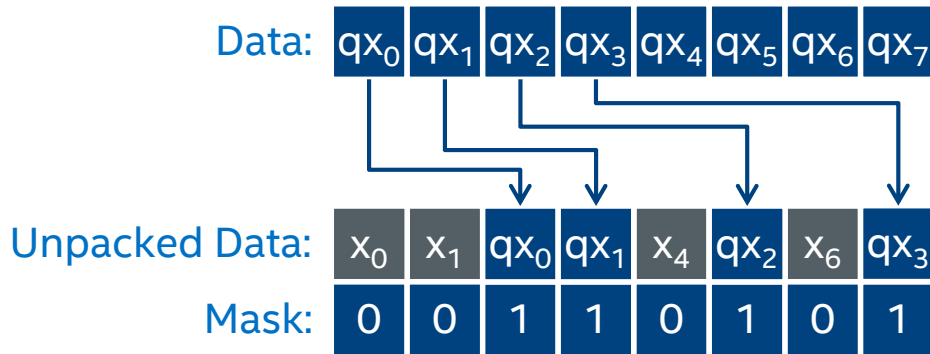 Data: qx₀ qx₁ qx₂ qx₃ qx₄ qx₅ qx₆ qx₇
Unpacked Data: x₀ x₁ qx₀ qx₁ x₄ qx₂ x₆ qx₃
Mask: 0 0 1 1 0 1 0 1